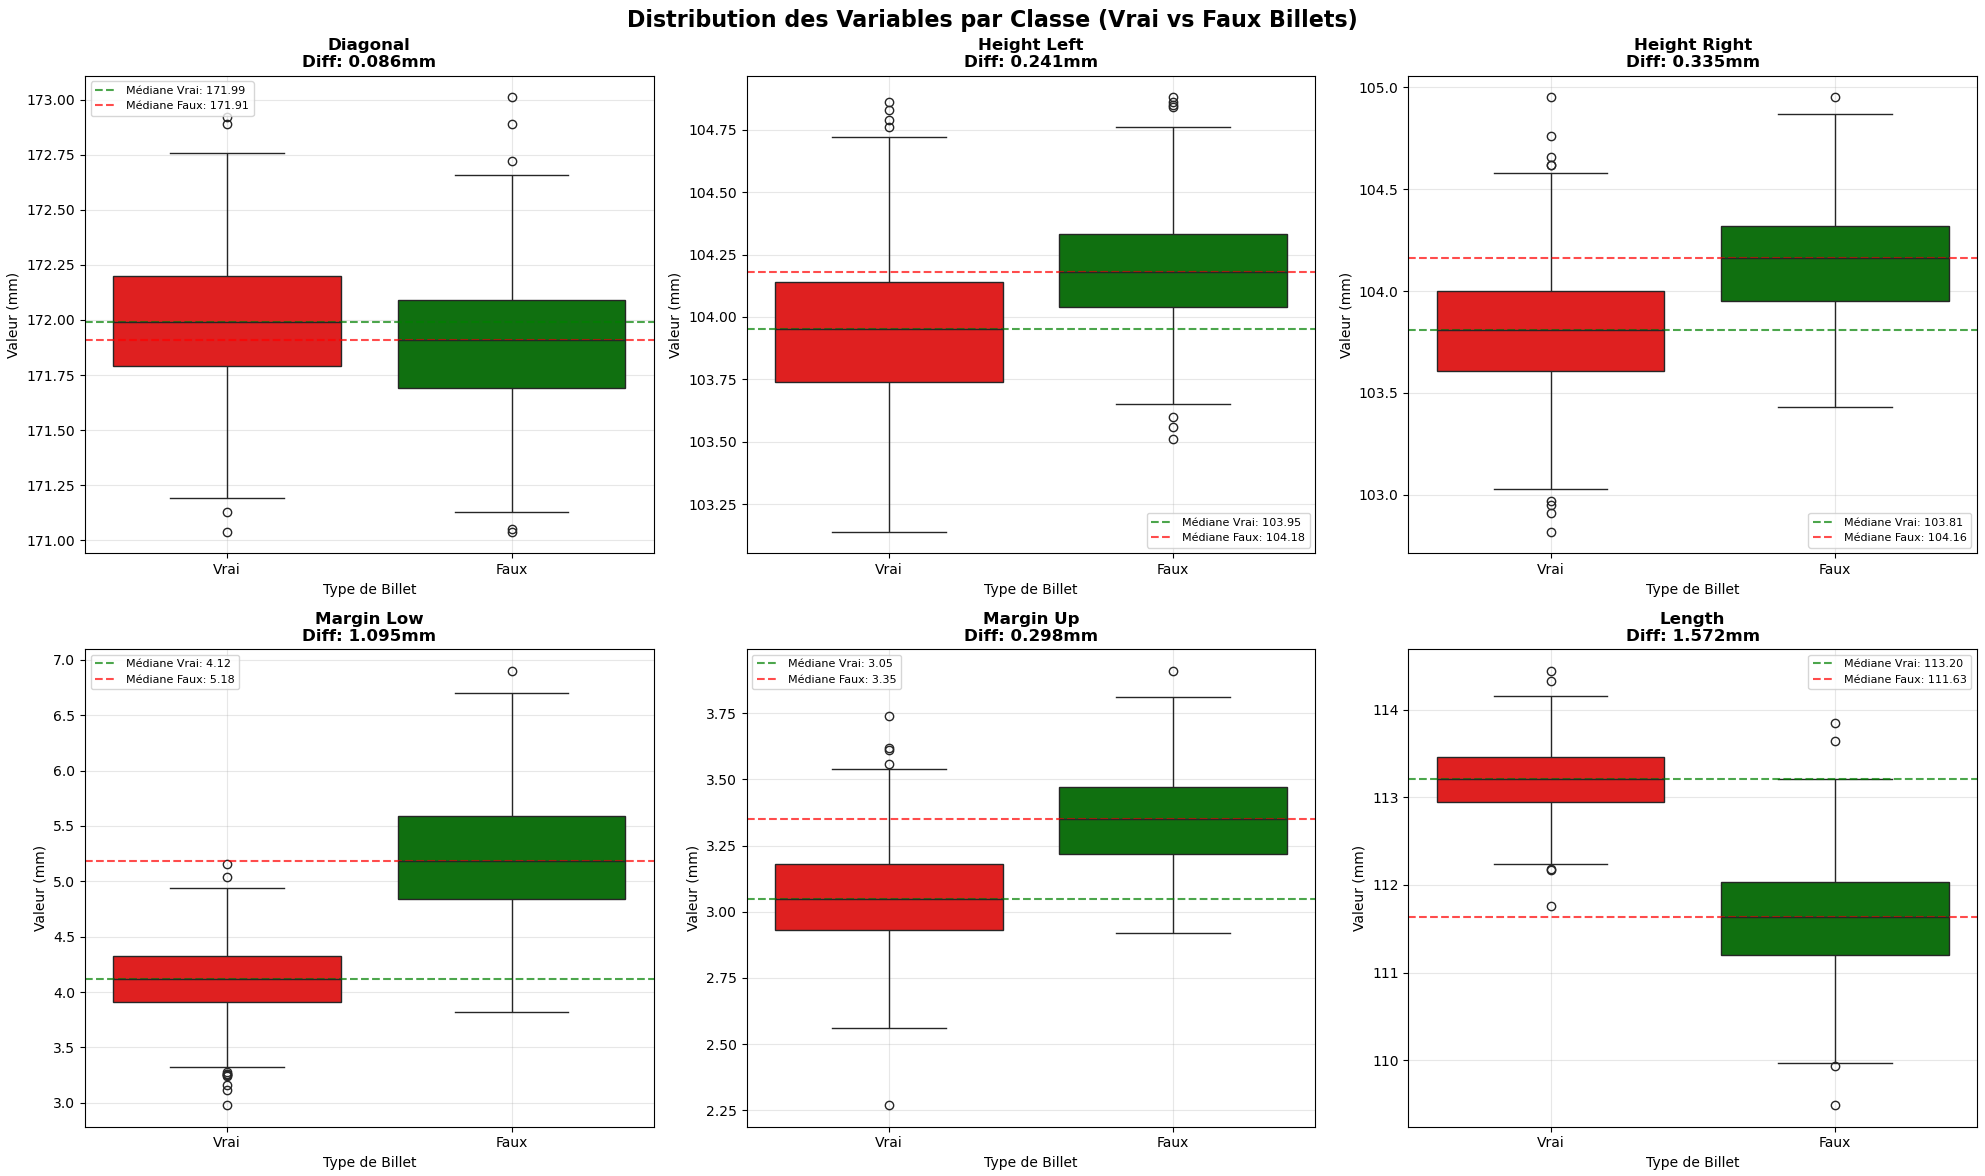 Distribution des Variables par Classe (Vrai vs Faux Billets)
Diagonal
Diff: 0.086mm
Valeur (mm)
173.00
172.75
172.50
172.25
172.00
171.75
171.50
171.25
171.00
Médiane Vrai: 171.99
Médiane Faux: 171.91
Vrai
Faux
Type de Billet
Height Left
Diff: 0.241mm
Valeur (mm)
104.75
104.50
104.25
104.00
103.75
103.50
103.25
Médiane Vrai: 103.95
Médiane Faux: 104.18
Vrai
Faux
Type de Billet
Height Right
Diff: 0.335mm
Valeur (mm)
105.0
104.5
104.0
103.5
103.0
Médiane Vrai: 103.81
Médiane Faux: 104.16
Vrai
Faux
Type de Billet
Margin Low
Diff: 1.095mm
Valeur (mm)
7.0
6.5
6.0
5.5
5.0
4.5
4.0
3.5
3.0
Médiane Vrai: 4.12
Médiane Faux: 5.18
Vrai
Faux
Type de Billet
Margin Up
Diff: 0.298mm
Valeur (mm)
3.75
3.50
3.25
3.00
2.75
2.50
2.25
Médiane Vrai: 3.05
Médiane Faux: 3.35
Vrai
Faux
Type de Billet
Length
Diff: 1.572mm
Valeur (mm)
114
113
112
111
110
Médiane Vrai: 113.20
Médiane Faux: 111.63
Vrai
Faux
Type de Billet